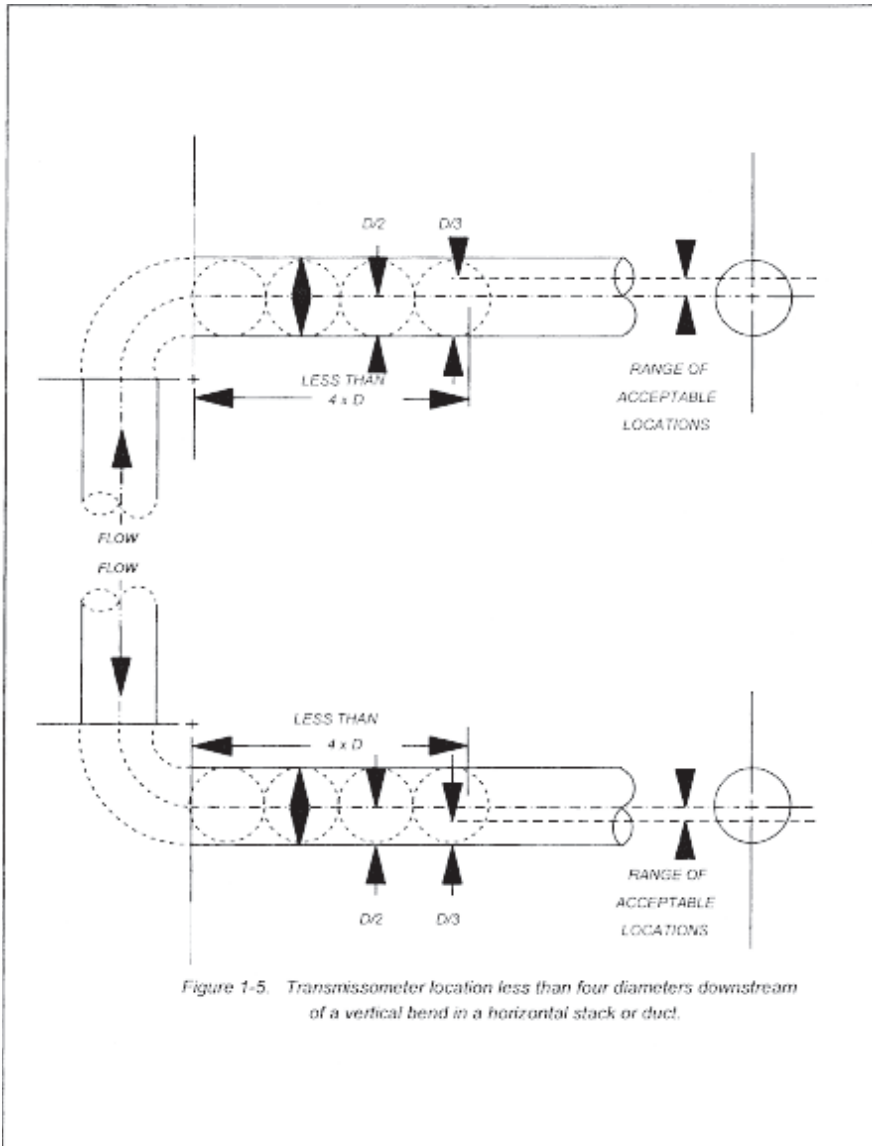 D/2 D/3
LESS THAN
4 x D
RANGE OF
ACCEPTABLE
LOCATIONS
FLOW
FLOW
LESS THAN
4 x D
RANGE OF
ACCEPTABLE
LOCATIONS
D/2 D/3
Figure 1-5. Transmissometer location less than four diameters downstream
of a vertical bend in a horizontal stack or duct.